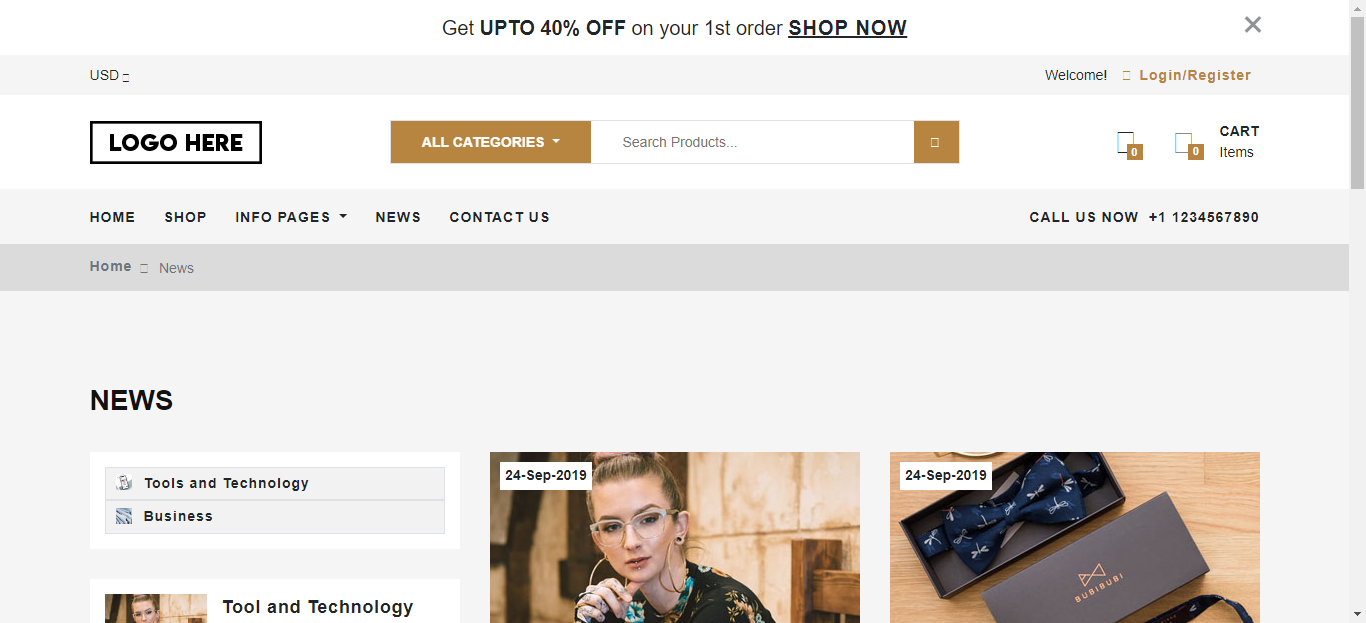 Get UPTO 40% OFF on your 1st order SHOP NOW
USD
Welcome! Login/Register
LOGO HERE
ALL CATEGORIES
Search Products...
0
0
CART
Items
HOME SHOP INFO PAGES NEWS CONTACT US
CALL US NOW +1 1234567890
Home News
NEWS
Tools and Technology
Business
24-Sep-2019
24-Sep-2019
BUBIBUBI
Tool and Technology